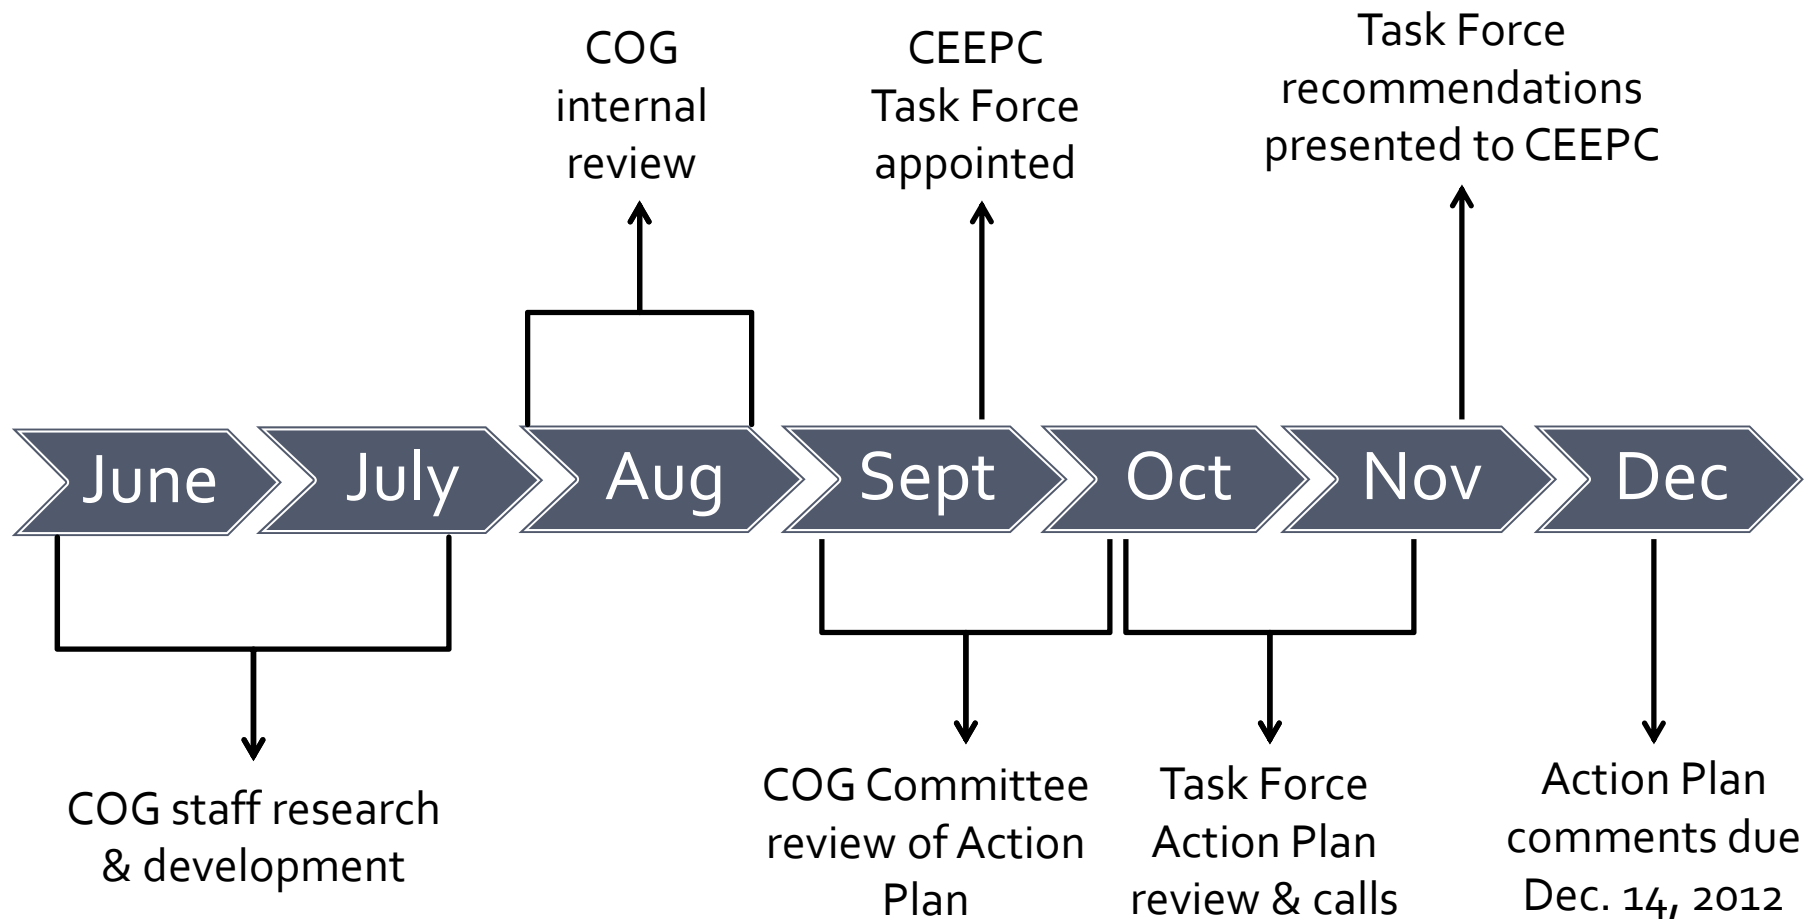 COG
internal
review
CEEPC
Task Force
appointed
Task Force
recommendations
presented to CEEPC
June
July
Aug
Sept
Oct
Nov
Dec
COG staff research
& development
COG Committee
review of Action
Plan
Task Force
Action Plan
review & calls
Action Plan
comments due
Dec. 14, 2012